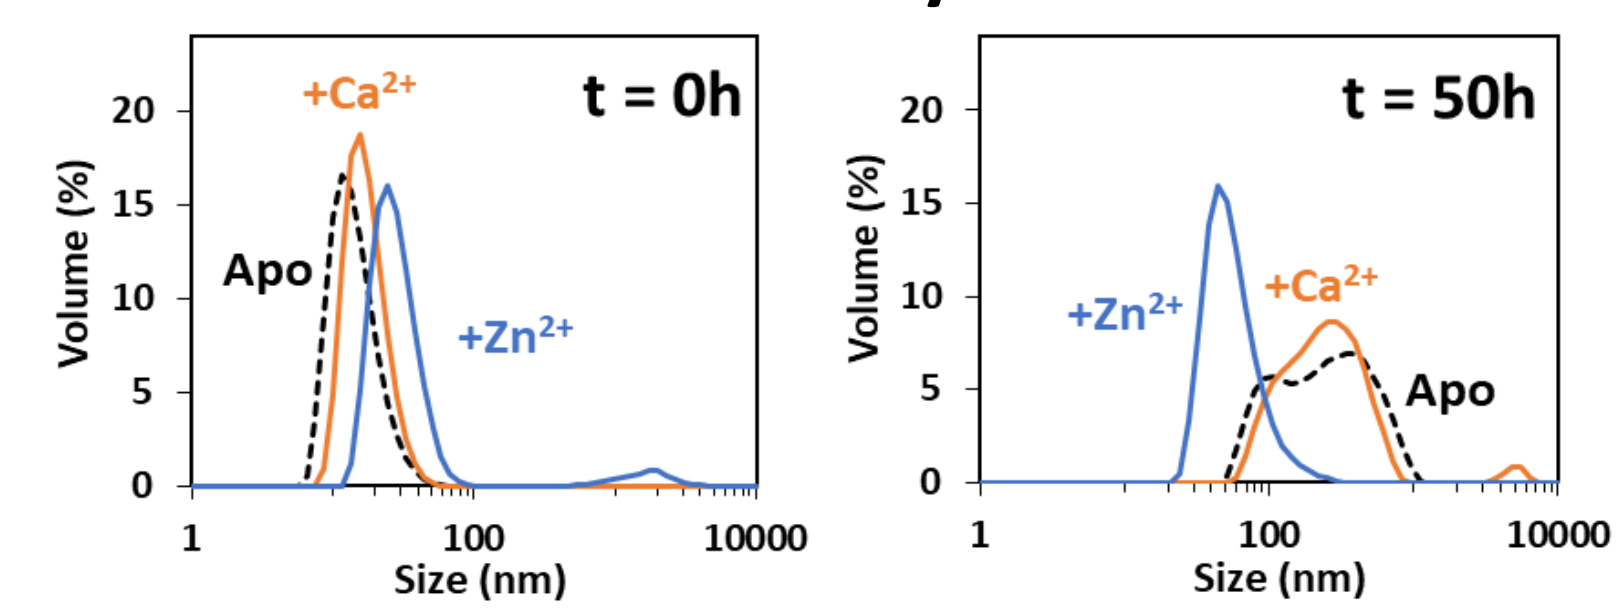 +Ca²⁺
t = 0h
20
15
Apo
10
+Zn²⁺
5
0
Volume (%)
1
100
10000
Size (nm)
t = 50h
20
15
+Ca²⁺
10
+Zn²⁺
5
Apo
0
Volume (%)
1
100
10000
Size (nm)